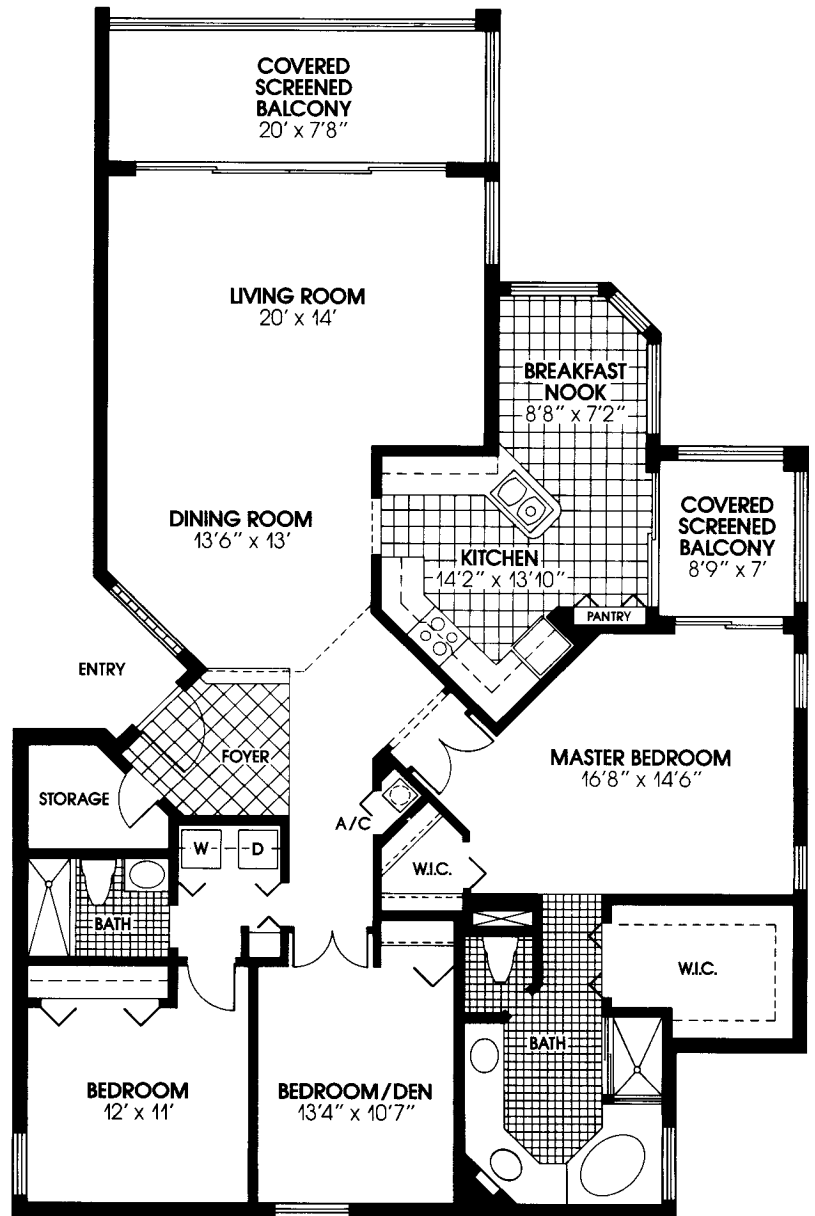 COVERED
SCREENED
BALCONY
20' x 7'8"
LIVING ROOM
20' x 14'
BREAKFAST
NOOK
8'8" x 7'2"
DINING ROOM
13'6" x 13'
KITCHEN
14'2" x 13'10"
COVERED
SCREENED
BALCONY
8'9" x 7'
PANTRY
ENTRY
FOYER
MASTER BEDROOM
16'8" x 14'6"
STORAGE
A/C
W
D
W.I.C.
BATH
W.I.C.
BATH
BEDROOM
12' x 11'
BEDROOM/DEN
13'4" x 10'7"